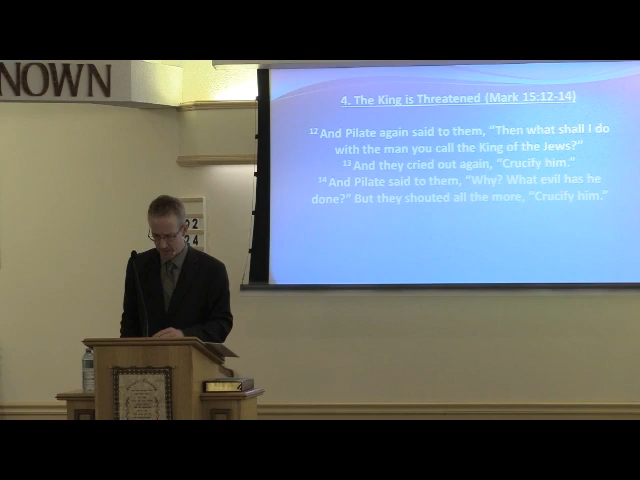 NOWN
4. The King is Threatened (Mark 15:12-14)
12 And Pilate again said to them, “Then what shall I do
with the man you call the King of the Jews?”
13 And they cried out again, “Crucify him.”
14 And Pilate said to them, “Why? What evil has he
done?” But they shouted all the more, “Crucify him.”
22
24